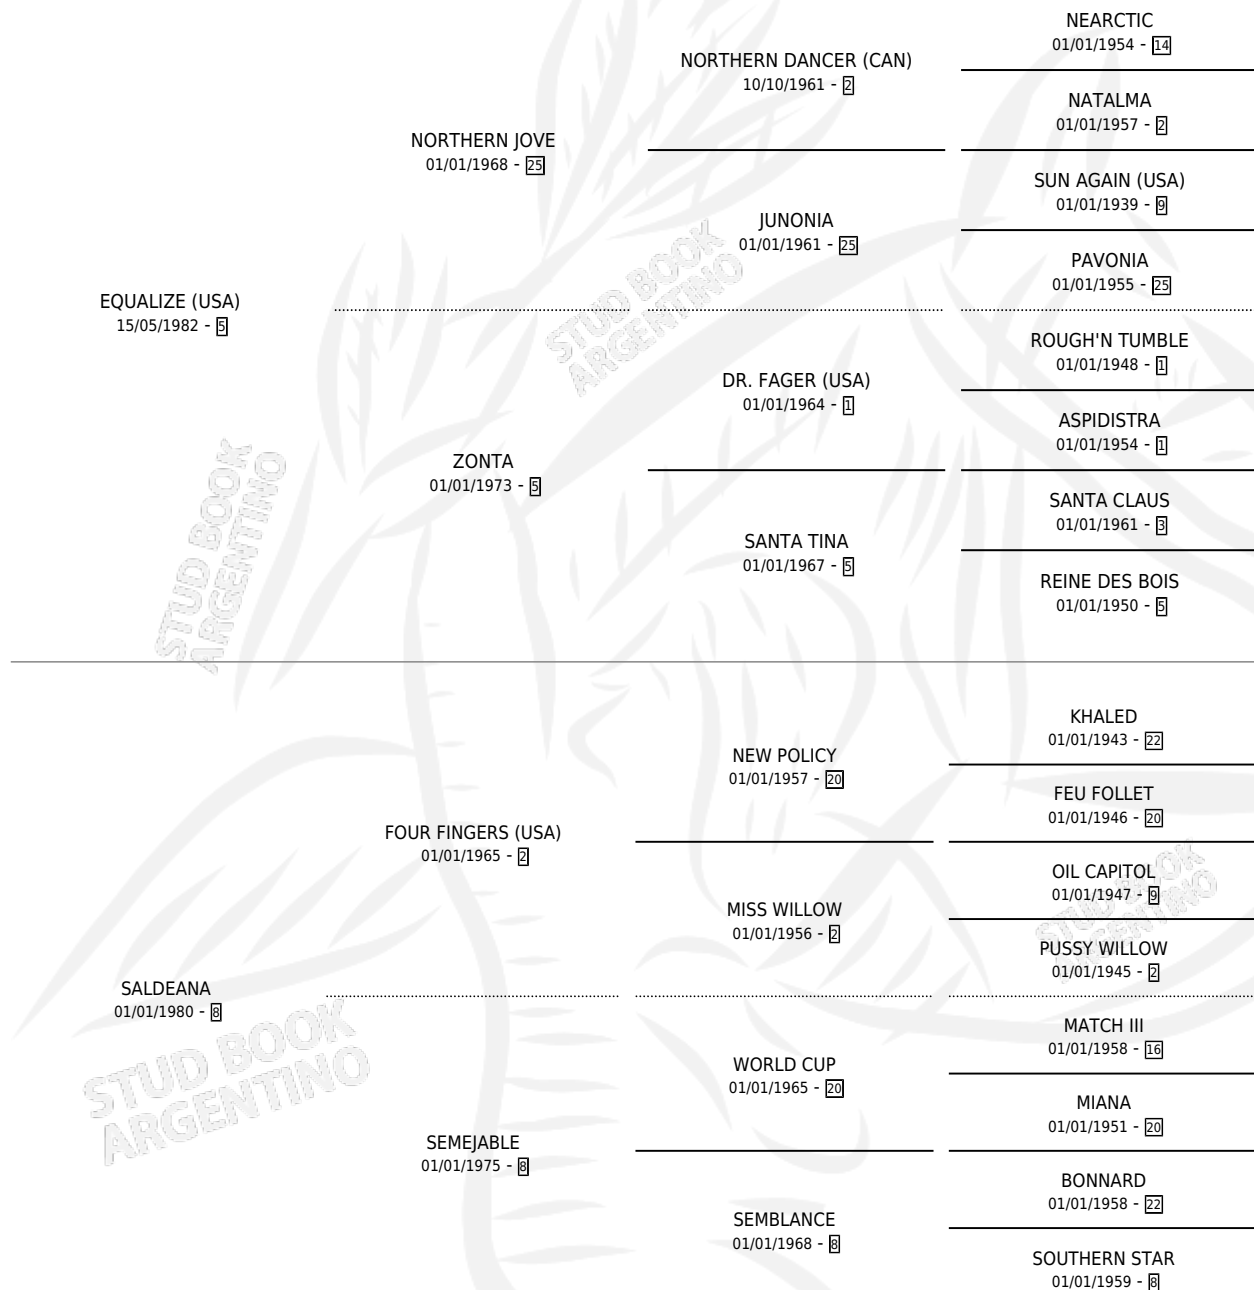 NEARCTIC
01/01/1954 - 14
NORTHERN DANCER (CAN)
10/10/1961 - 2
NATALMA
01/01/1957 - 2
NORTHERN JOVE
01/01/1968 - 25
SUN AGAIN (USA)
01/01/1939 - 9
JUNONIA
01/01/1961 - 25
PAVONIA
01/01/1955 - 25
EQUALIZE (USA)
15/05/1982 - 5
STUD BOOK
ARGENTINO
ROUGH'N TUMBLE
01/01/1948 - 1
DR. FAGER (USA)
01/01/1964 - 1
ASPIDISTRA
01/01/1954 - 1
ZONTA
01/01/1973 - 5
SANTA CLAUS
01/01/1961 - 3
SANTA TINA
01/01/1967 - 5
REINE DES BOIS
01/01/1950 - 5
STUD BOOK
ARGENTINO
KHALED
01/01/1943 - 22
NEW POLICY
01/01/1957 - 20
FEU FOLLET
01/01/1946 - 20
FOUR FINGERS (USA)
01/01/1965 - 2
OIL CAPITOL
01/01/1947 - 9
MISS WILLOW
01/01/1956 - 2
PUSSY WILLOW
01/01/1945 - 2
STUD BOOK
ARGENTINO
SALDEANA
01/01/1980 - 8
MATCH III
01/01/1958 - 16
WORLD CUP
01/01/1965 - 20
MIANA
01/01/1951 - 20
STUD BOOK
ARGENTINO
SEMEJABLE
01/01/1975 - 8
BONNARD
01/01/1958 - 22
SEMBLANCE
01/01/1968 - 8
SOUTHERN STAR
01/01/1959 - 8